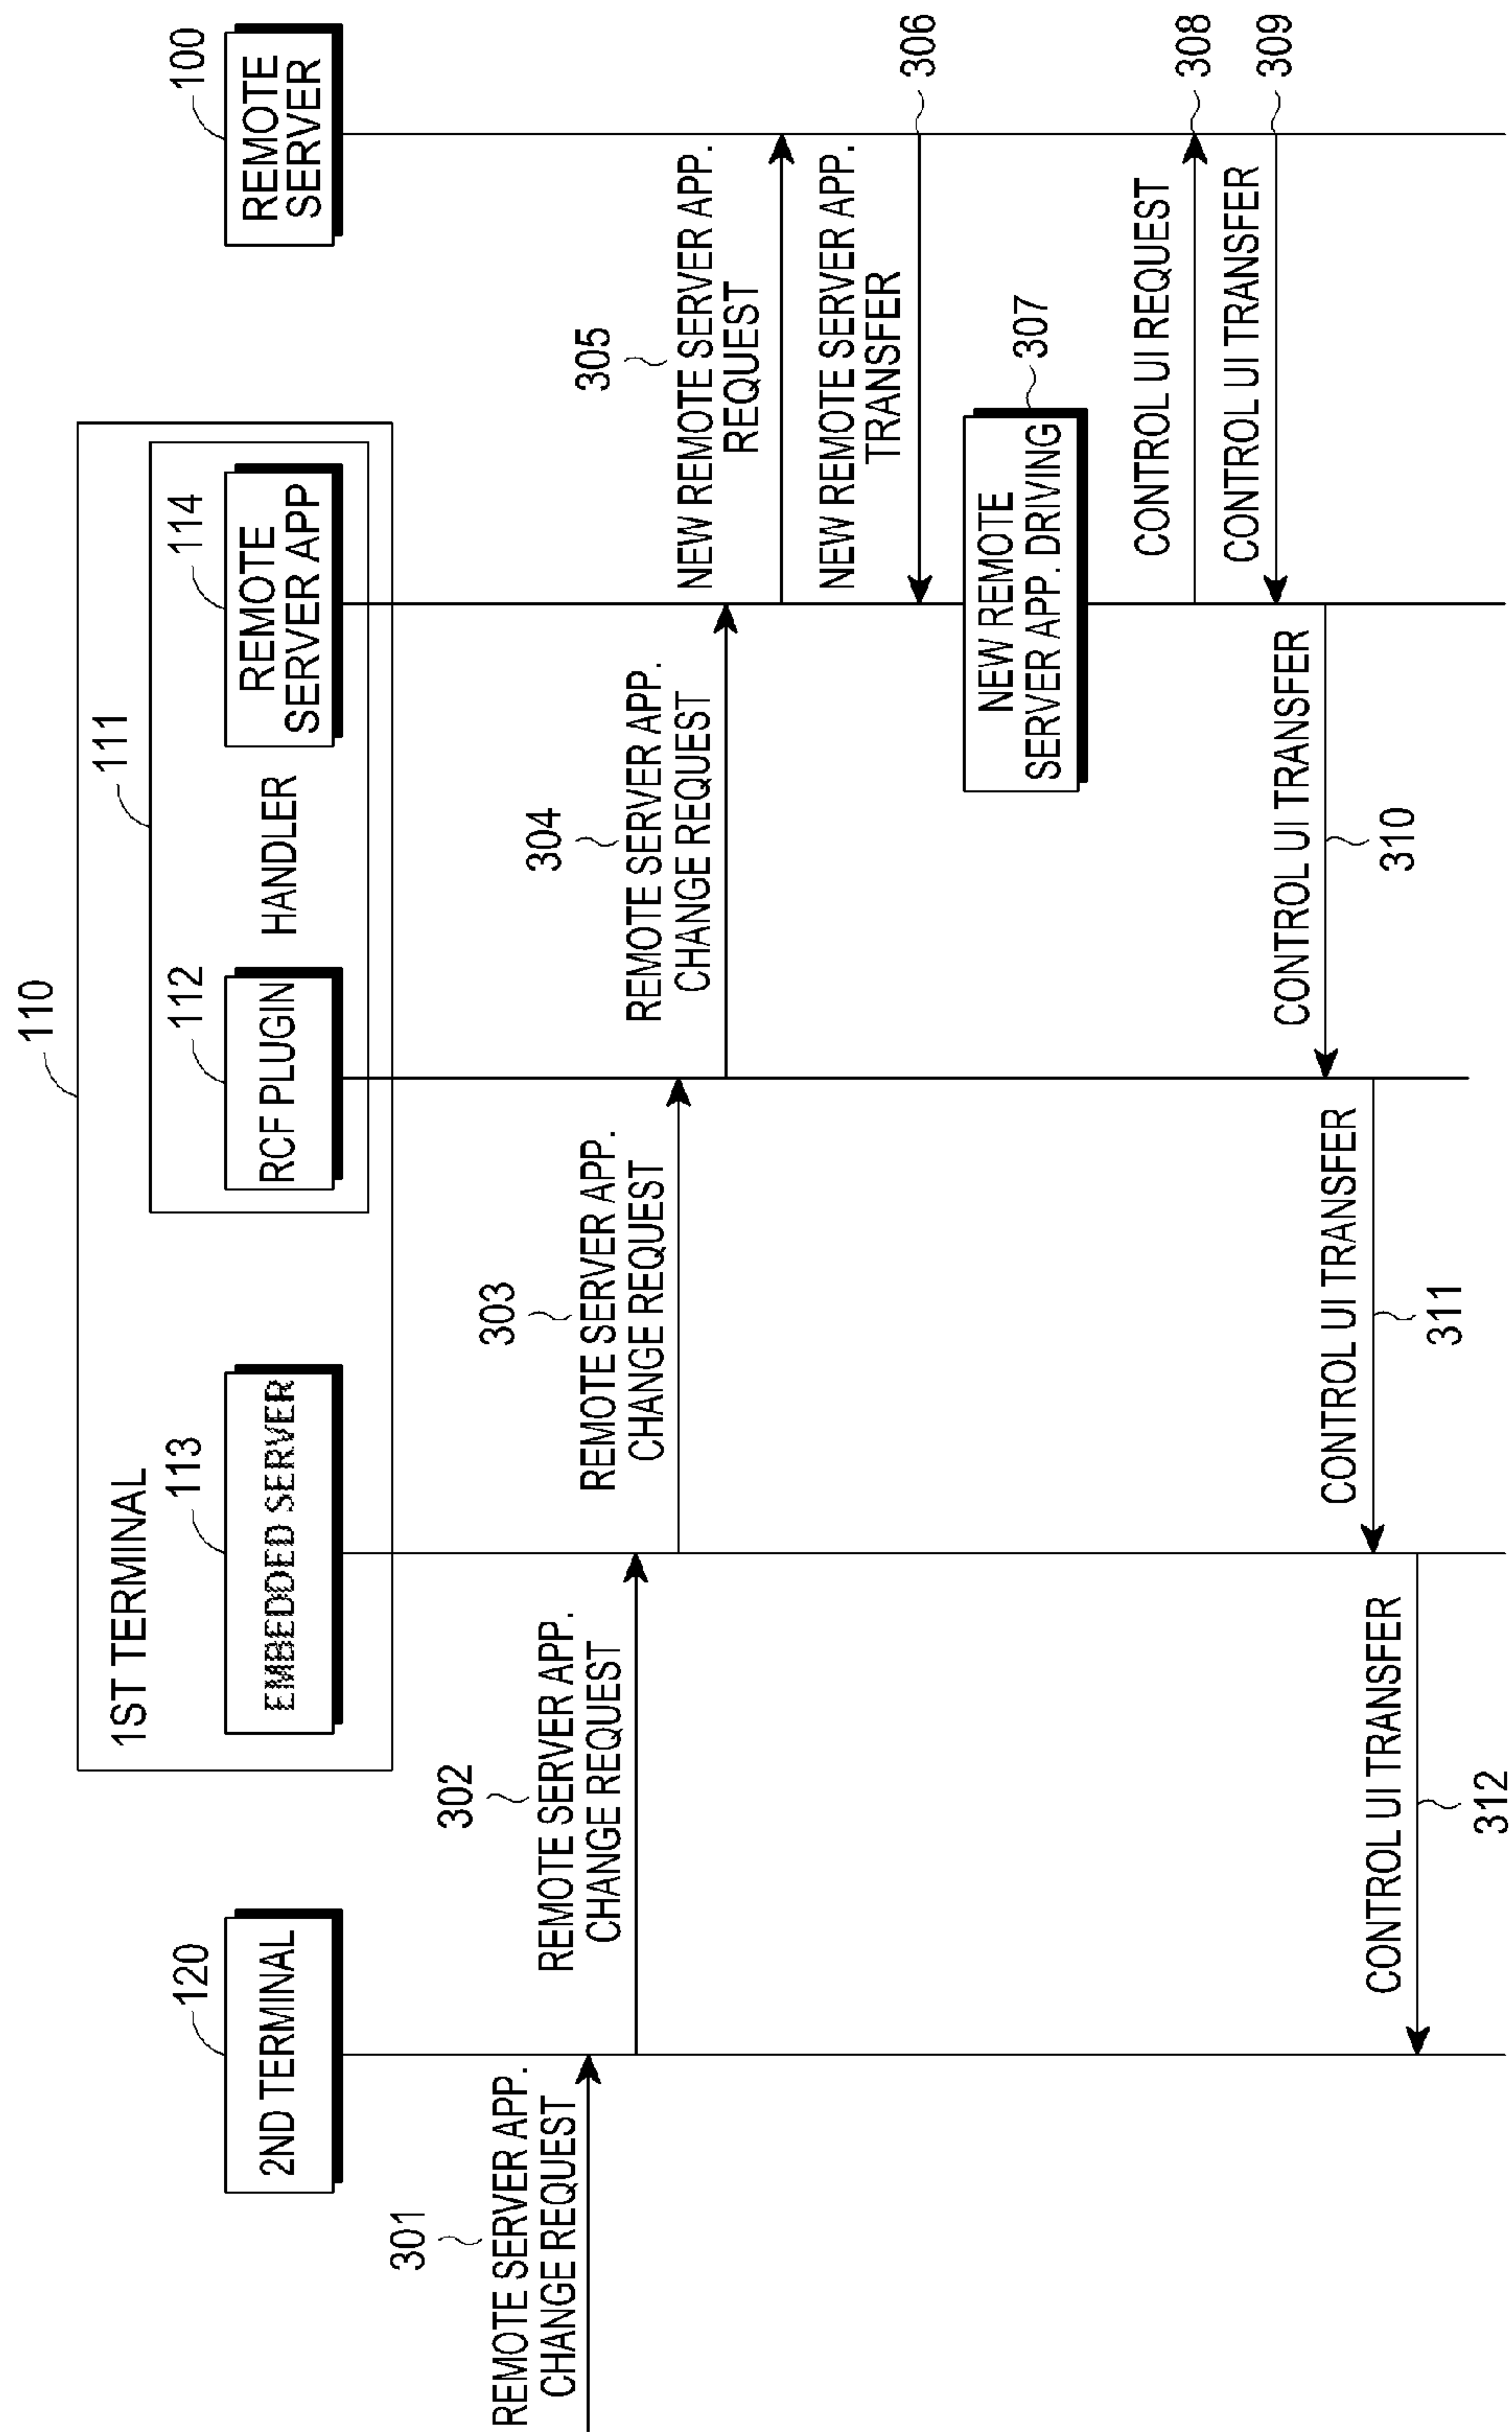 110
1ST TERMINAL
111
120
2ND TERMINAL
113
EMBEDDED SERVER
112
RCF PLUGIN
HANDLER
114
REMOTE
SERVER APP
100
REMOTE
SERVER
301
REMOTE SERVER APP.
CHANGE REQUEST
302
REMOTE SERVER APP.
CHANGE REQUEST
303
REMOTE SERVER APP.
CHANGE REQUEST
304
REMOTE SERVER APP.
CHANGE REQUEST
305
NEW REMOTE SERVER APP.
REQUEST
NEW REMOTE SERVER APP.
TRANSFER
306
NEW REMOTE
SERVER APP. DRIVING
307
CONTROL UI REQUEST
308
CONTROL UI TRANSFER
309
CONTROL UI TRANSFER
310
CONTROL UI TRANSFER
311
CONTROL UI TRANSFER
312